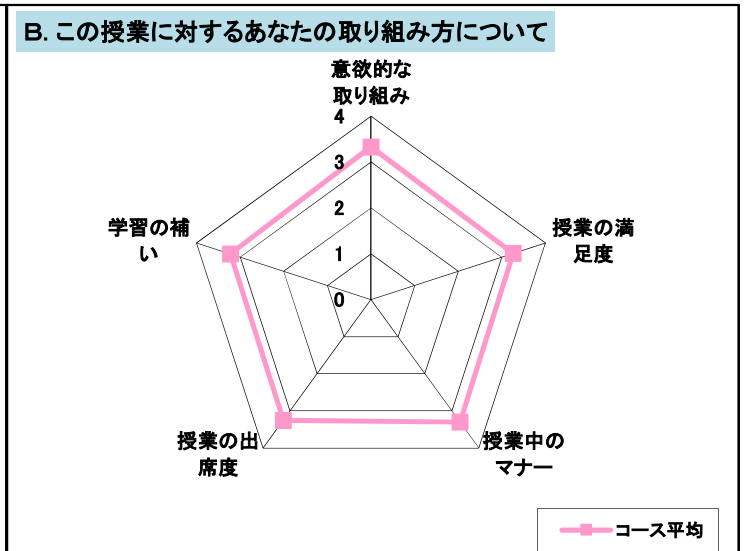 B. この授業に対するあなたの取り組み方について
意欲的な
取り組み
4
3
2
1
0
授業の満
足度
授業中の
マナー
授業の出
席度
学習の補
い
コース平均